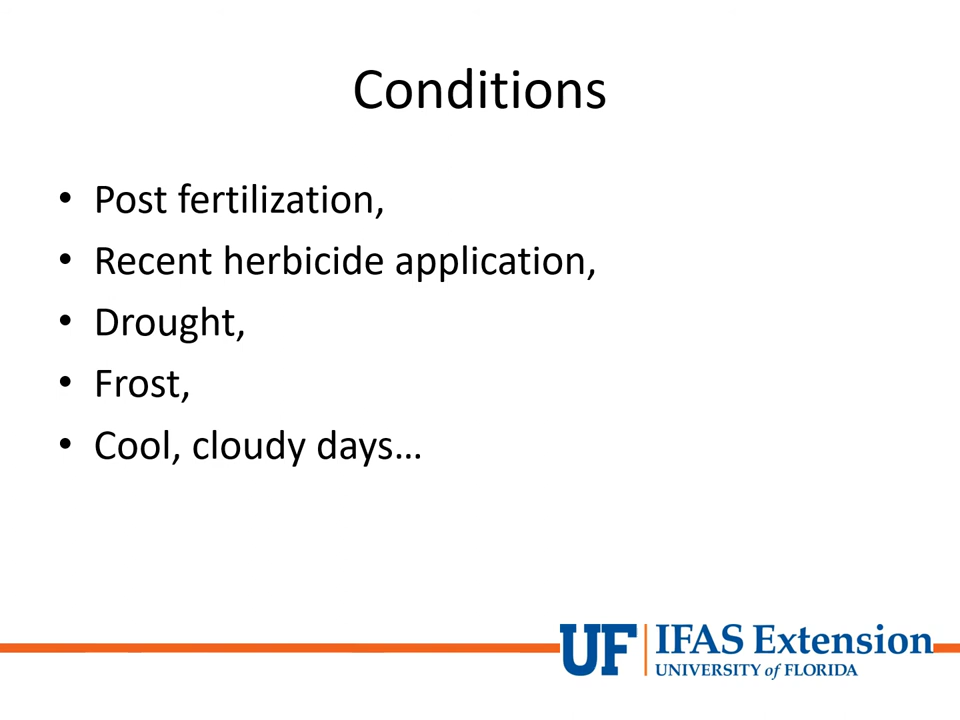 Conditions
• Post fertilization,
• Recent herbicide application,
• Drought,
• Frost,
• Cool, cloudy days…
UF IFAS Extension
UNIVERSITY of FLORIDA